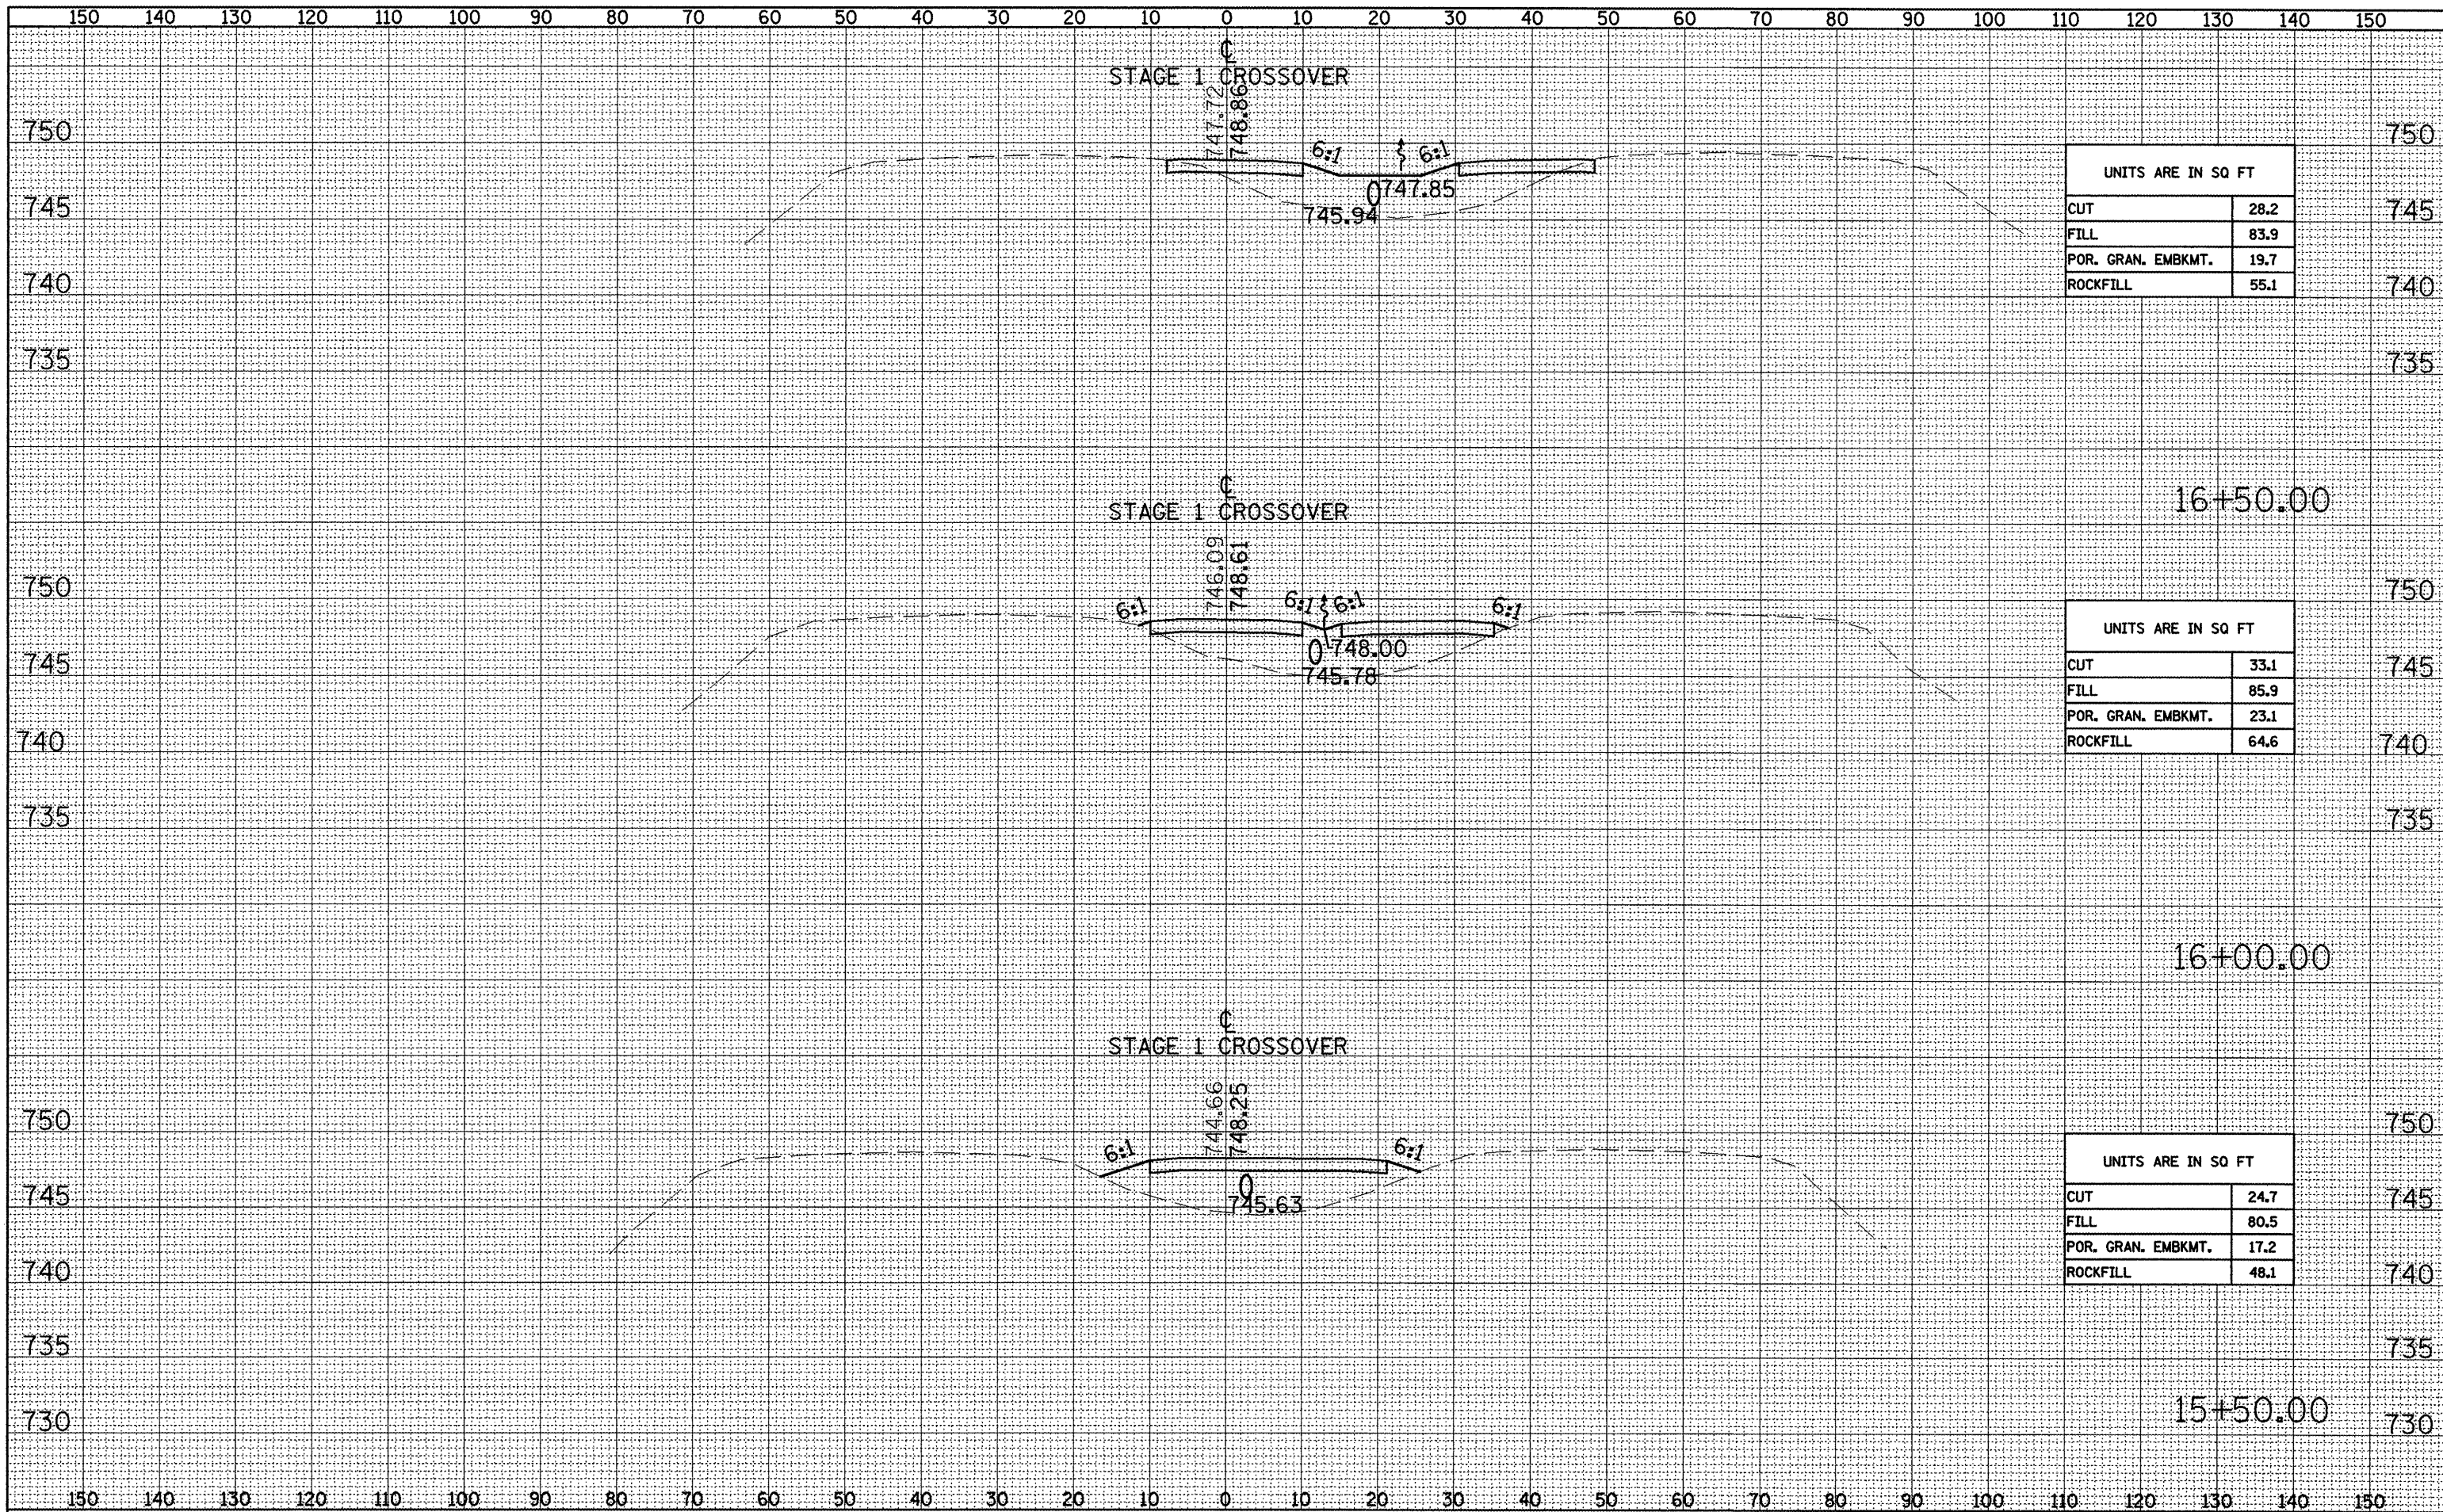 150 140 130 120 110 100 90 80 70 60 50 40 30 20 10 0 10 20 30 40 50 60 70 80 90 100 110 120 130 140 150
℄
STAGE 1 CROSSOVER
747.72
748.86
750 750
6:1 6:1
UNITS ARE IN SQ FT
747.85
745 745.94 745
CUT 28.2
FILL 83.9
POR. GRAN. EMBKMT. 19.7
ROCKFILL 55.1
740 740
735 735
16+50.00
℄
STAGE 1 CROSSOVER
746.09
748.61
750 750
6:1 6:1 6:1 6:1
UNITS ARE IN SQ FT
748.00
745 745.78 745
CUT 33.1
FILL 85.9
POR. GRAN. EMBKMT. 23.1
ROCKFILL 64.6
740 740
735 735
16+00.00
℄
STAGE 1 CROSSOVER
744.66
748.25
750 750
6:1 6:1
UNITS ARE IN SQ FT
745 745.63 745
CUT 24.7
FILL 80.5
POR. GRAN. EMBKMT. 17.2
ROCKFILL 48.1
740 740
735 735
15+50.00
730 730
150 140 130 120 110 100 90 80 70 60 50 40 30 20 10 0 10 20 30 40 50 60 70 80 90 100 110 120 130 140 150